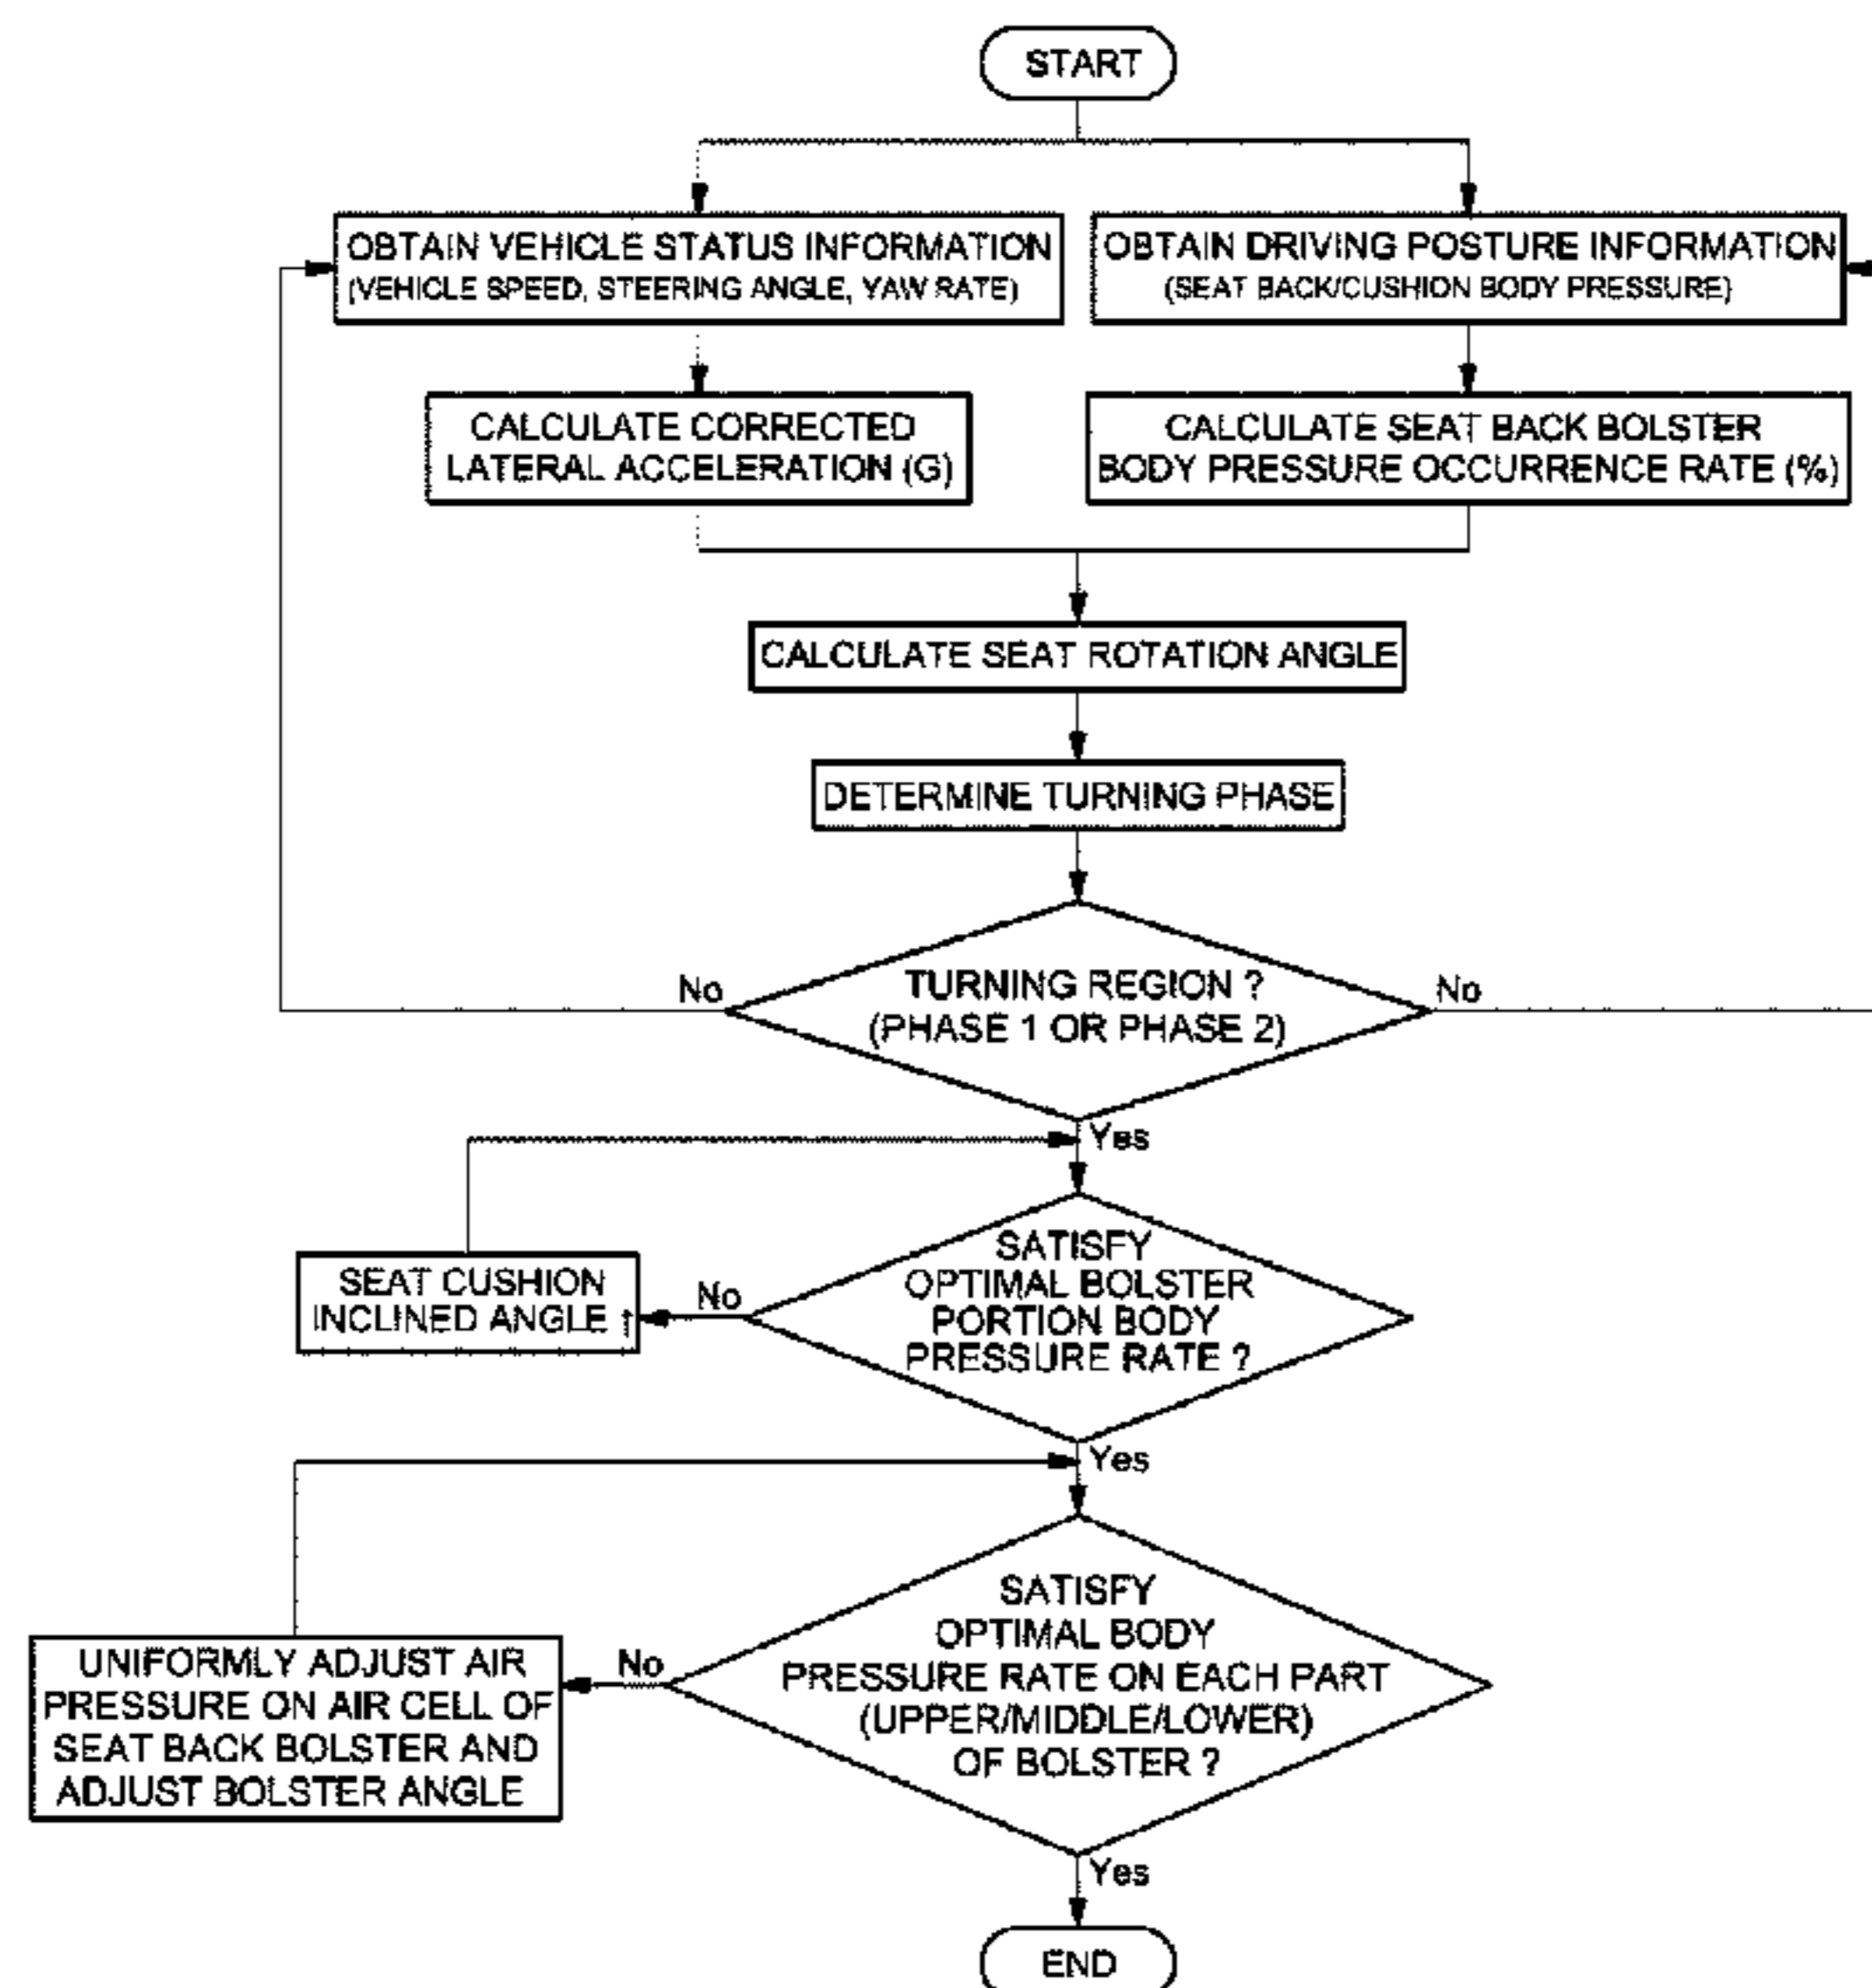 START
OBTAIN VEHICLE STATUS INFORMATION
(VEHICLE SPEED, STEERING ANGLE, YAW RATE)
OBTAIN DRIVING POSTURE INFORMATION
(SEAT BACK/CUSHION BODY PRESSURE)
CALCULATE CORRECTED
LATERAL ACCELERATION (G)
CALCULATE SEAT BACK BOLSTER
BODY PRESSURE OCCURRENCE RATE (%)
CALCULATE SEAT ROTATION ANGLE
DETERMINE TURNING PHASE
No
TURNING REGION ?
(PHASE 1 OR PHASE 2)
No
Yes
SEAT CUSHION
INCLINED ANGLE ↑
No
SATISFY
OPTIMAL BOLSTER
PORTION BODY
PRESSURE RATE ?
Yes
UNIFORMLY ADJUST AIR
PRESSURE ON AIR CELL OF
SEAT BACK BOLSTER AND
ADJUST BOLSTER ANGLE
No
SATISFY
OPTIMAL BODY
PRESSURE RATE ON EACH PART
(UPPER/MIDDLE/LOWER)
OF BOLSTER ?
Yes
END